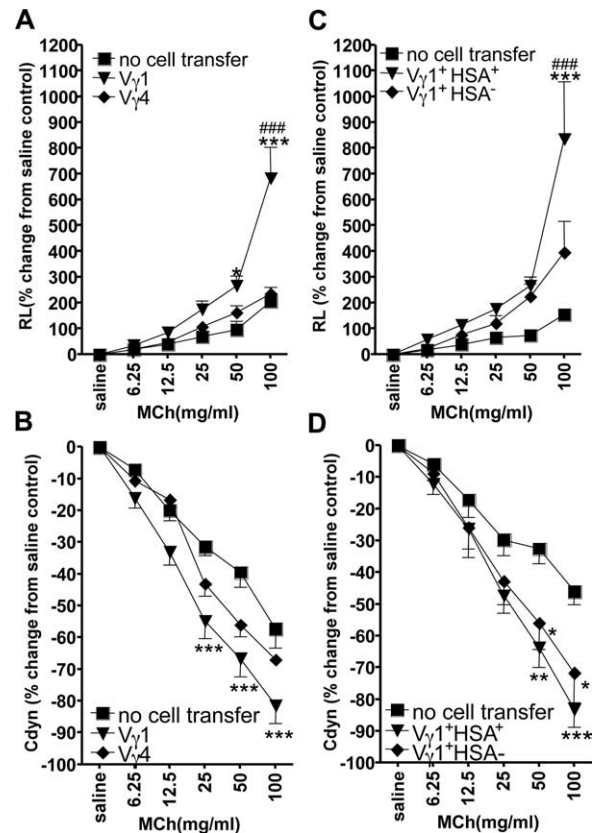 A
1200
1100
1000
900
800
700
600
500
400
300
200
100
0
RL(% change from saline control)
no cell transfer
Vγ1
Vγ4
*
###
***
saline
6.25
12.5
25
50
100
MCh(mg/ml)
C
1200
1100
1000
900
800
700
600
500
400
300
200
100
0
RL (% change from saline control)
no cell transfer
Vγ1⁺HSA⁺
Vγ1⁺HSA⁻
###
***
saline
6.25
12.5
25
50
100
MCh(mg/ml)
B
0
-10
-20
-30
-40
-50
-60
-70
-80
-90
-100
Cdyn (% change from saline control)
***
***
***
no cell transfer
Vγ1
Vγ4
saline
6.25
12.5
25
50
100
MCh(mg/ml)
D
0
-10
-20
-30
-40
-50
-60
-70
-80
-90
-100
Cdyn (% change from saline control)
*
**
*
***
no cell transfer
Vγ1⁺HSA⁺
Vγ1⁺HSA-
saline
6.25
12.5
25
50
100
MCh(mg/ml)